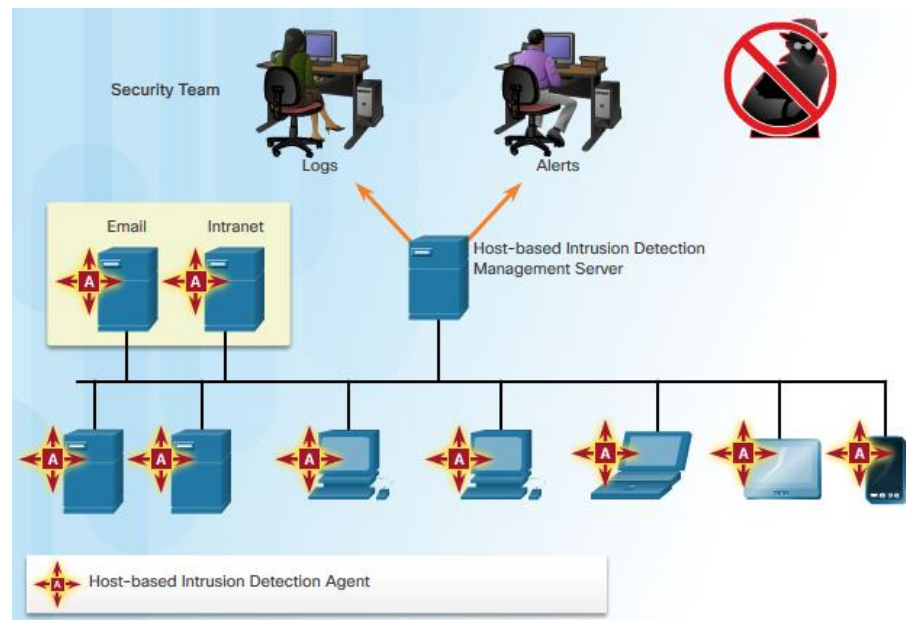 Security Team
Logs
Alerts
Email
Intranet
Host-based Intrusion Detection
Management Server
A
A
A
A
A
A
A
A
A
A
Host-based Intrusion Detection Agent